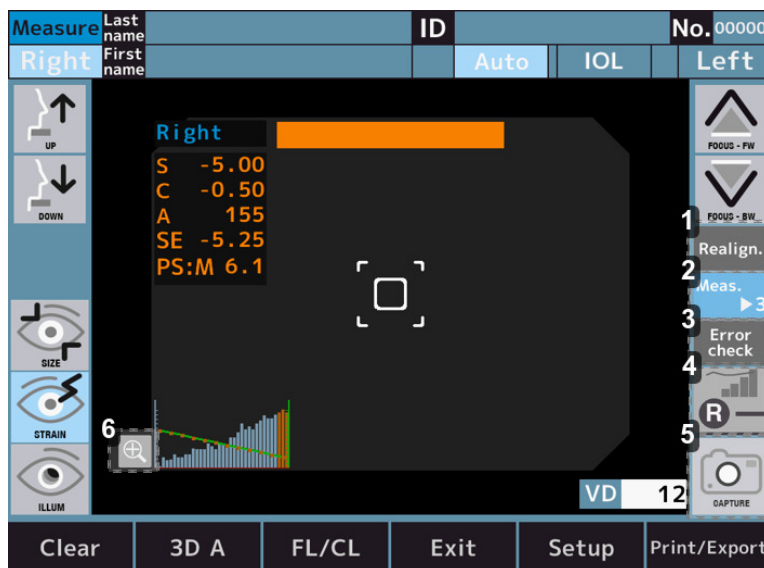 Measure Last name ID No. 00000
Right First name Auto IOL Left
UP
DOWN
SIZE
STRAIN
ILLUM
Right
S -5.00
C -0.50
A 155
SE -5.25
PS:M 6.1
6
VD 12
FOCUS - FW
FOCUS - BW
1
Realign.
2
Meas.
▶3
3
Error
check
4
R
5
CAPTURE
Clear 3D A FL/CL Exit Setup Print/Export